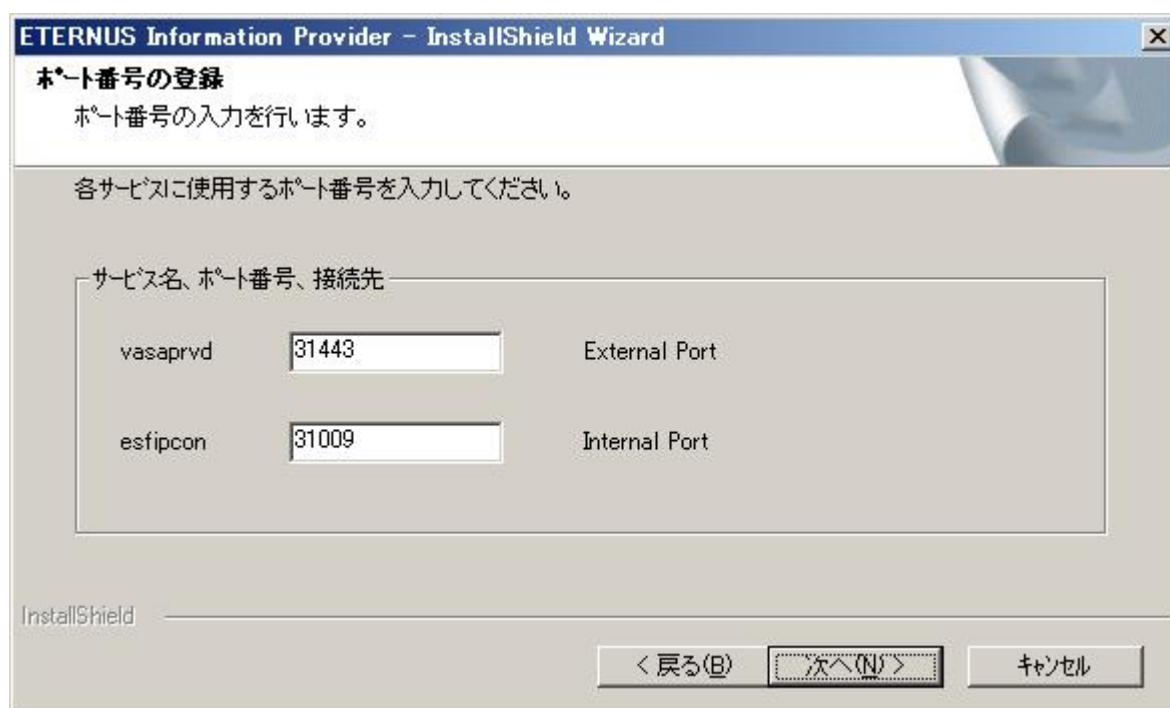 ETERNUS Information Provider - InstallShield Wizard
ポート番号の登録
ポート番号の入力を行います。
各サービスに使用するポート番号を入力してください。
サービス名、ポート番号、接続先
vasaprvd 31443 External Port
esfipcon 31009 Internal Port
InstallShield
< 戻る(B) 次へ(N) > キャンセル